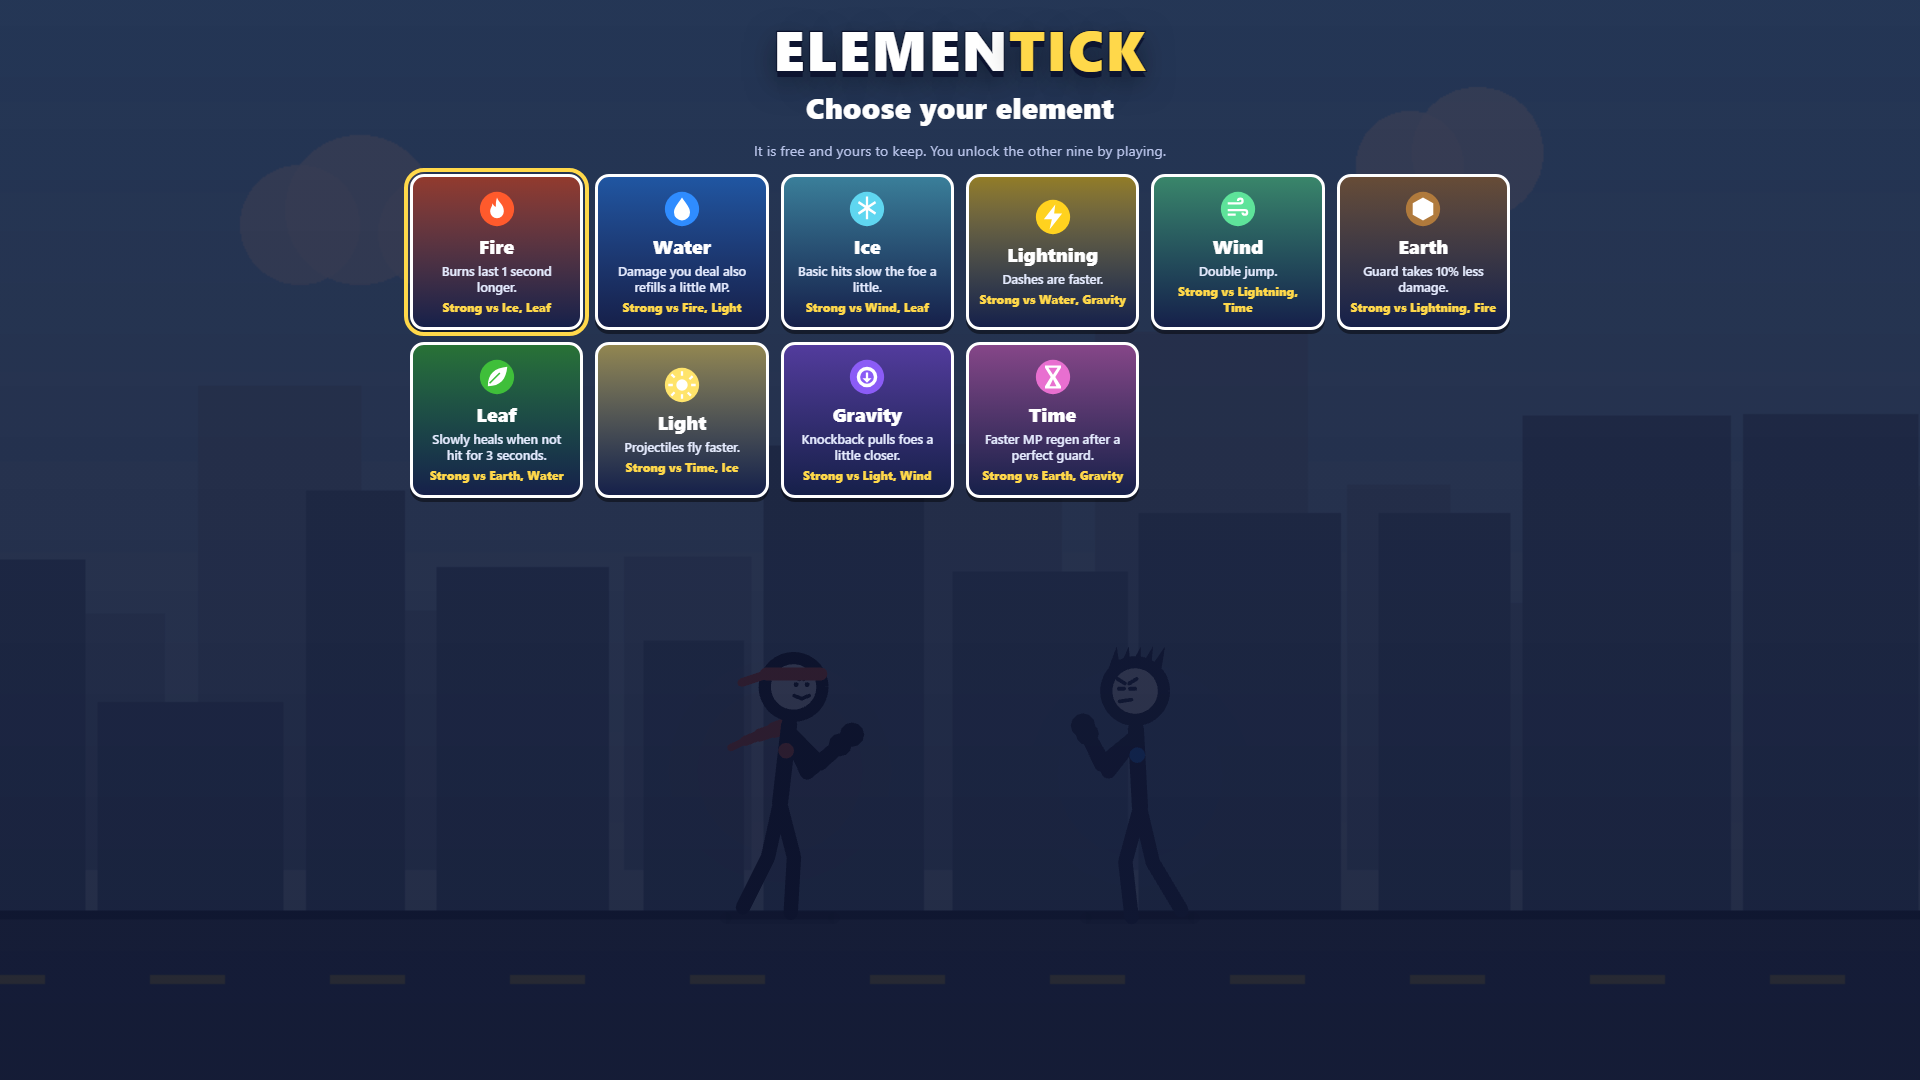 ELEMENTICK
Choose your element
It is free and yours to keep. You unlock the other nine by playing.
Fire
Burns last 1 second
longer.
Strong vs Ice, Leaf
Water
Damage you deal also
refills a little MP.
Strong vs Fire, Light
Ice
Basic hits slow the foe a
little.
Strong vs Wind, Leaf
Lightning
Dashes are faster.
Strong vs Water, Gravity
Wind
Double jump.
Strong vs Lightning,
Time
Earth
Guard takes 10% less
damage.
Strong vs Lightning, Fire
Leaf
Slowly heals when not
hit for 3 seconds.
Strong vs Earth, Water
Light
Projectiles fly faster.
Strong vs Time, Ice
Gravity
Knockback pulls foes a
little closer.
Strong vs Light, Wind
Time
Faster MP regen after a
perfect guard.
Strong vs Earth, Gravity